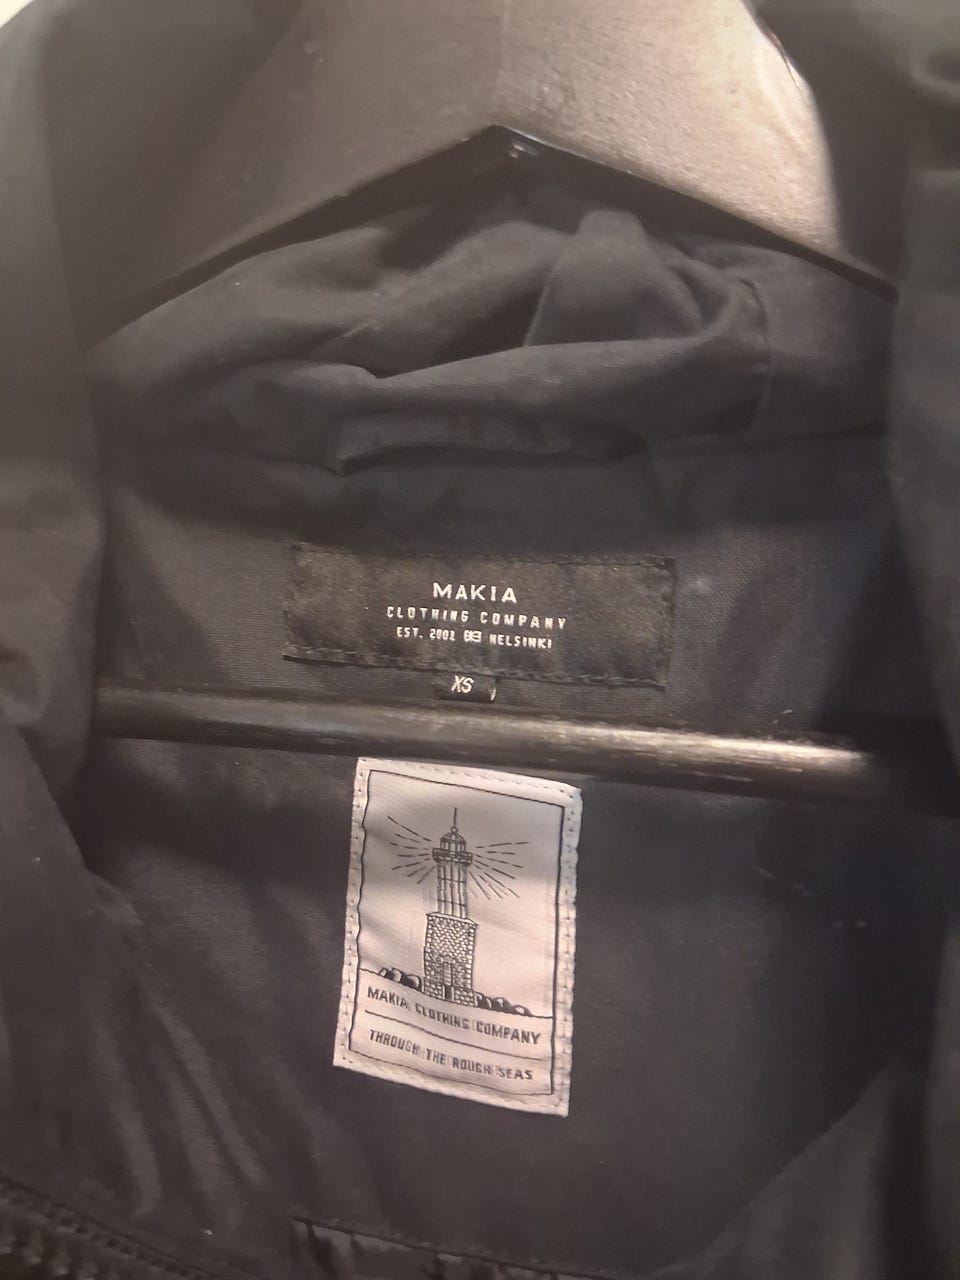 MAKIA
CLOTHING COMPANY
EST. 2001 HELSINKI
XS
MAKIA CLOTHING COMPANY
THROUGH THE ROUGH SEAS